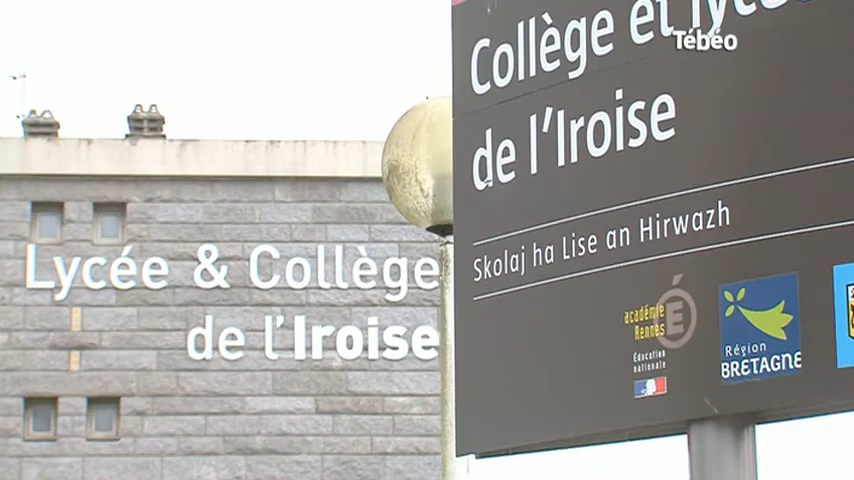 Tébéo
Lycée & Collège
de l'Iroise
Collège et lycée
de l'Iroise
Skolaj ha Lise an Hirwazh
académie
Rennes
É
Éducation
nationale
Région
BRETAGNE